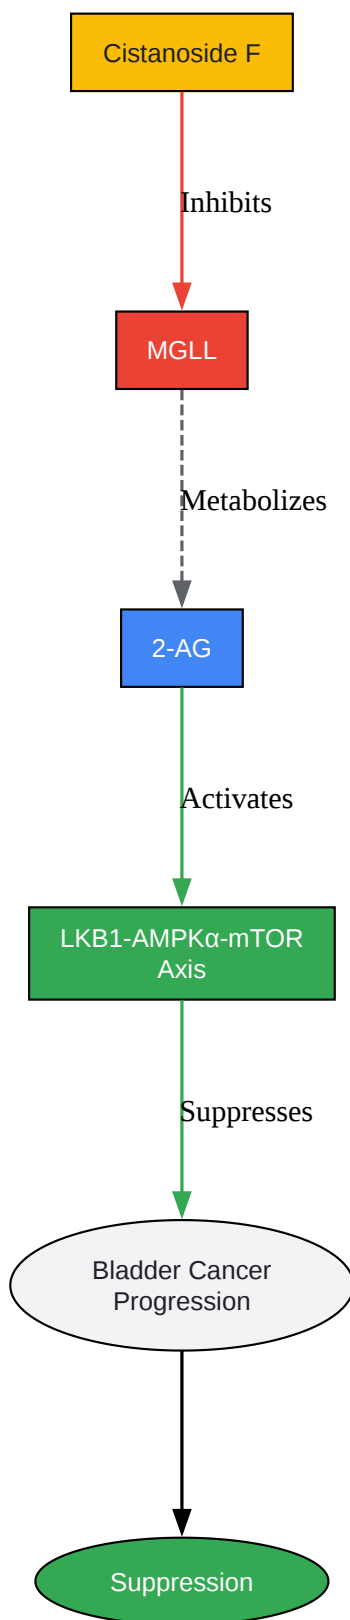 Cistanoside F
Inhibits
MGLL
Metabolizes
2-AG
Activates
LKB1-AMPKα-mTOR
Axis
Suppresses
Bladder Cancer
Progression
Suppression